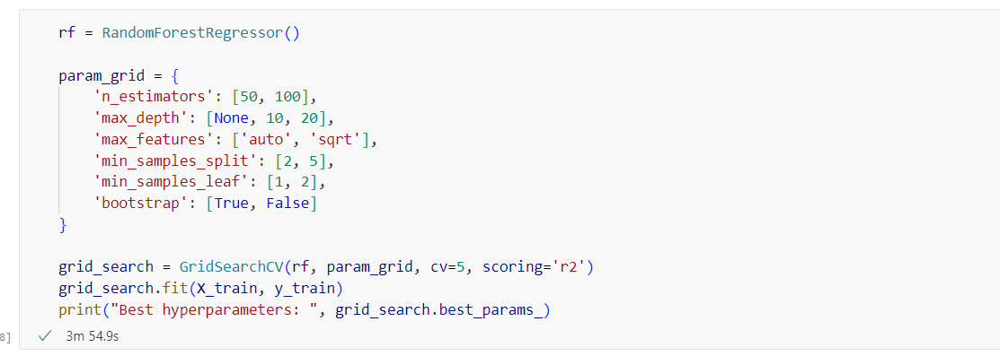 rf = RandomForestRegressor()
param_grid = {
'n_estimators': [50, 100],
'max_depth': [None, 10, 20],
'max_features': ['auto', 'sqrt'],
'min_samples_split': [2, 5],
'min_samples_leaf': [1, 2],
'bootstrap': [True, False]
}
grid_search = GridSearchCV(rf, param_grid, cv=5, scoring='r2')
grid_search.fit(X_train, y_train)
print("Best hyperparameters: ", grid_search.best_params_)
8] ✓ 3m 54.9s